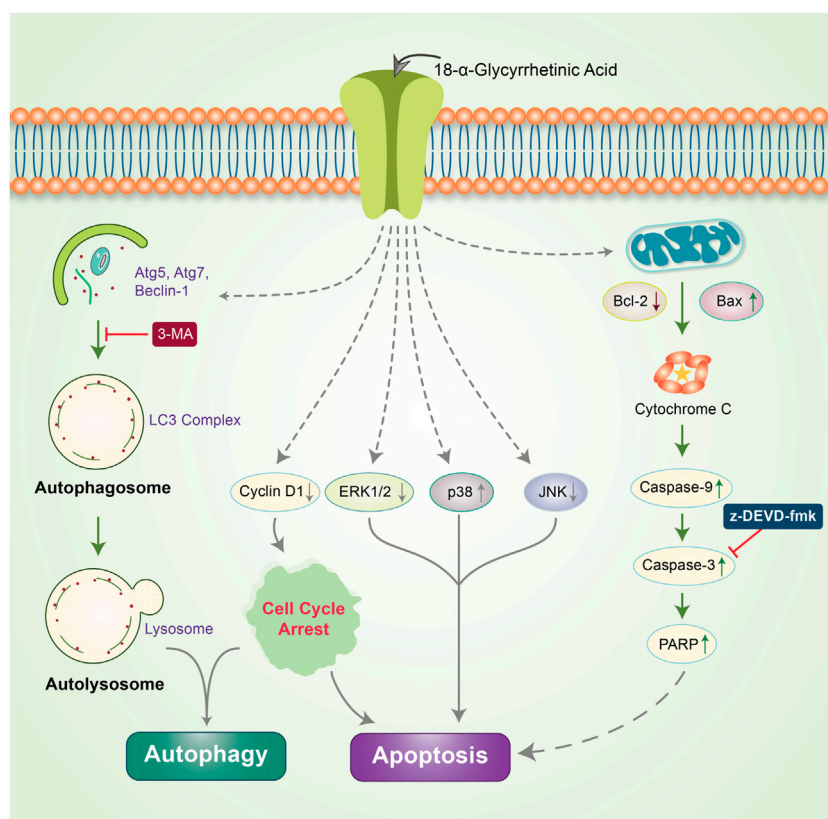 18-α-Glycyrrhetinic Acid
Atg5, Atg7,
Beclin-1
3-MA
LC3 Complex
Autophagosome
Lysosome
Autolysosome
Cyclin D1
ERK1/2
p38
JNK
Cell Cycle
Arrest
Bcl-2
Bax
Cytochrome C
Caspase-9
z-DEVD-fmk
Caspase-3
PARP
Autophagy
Apoptosis